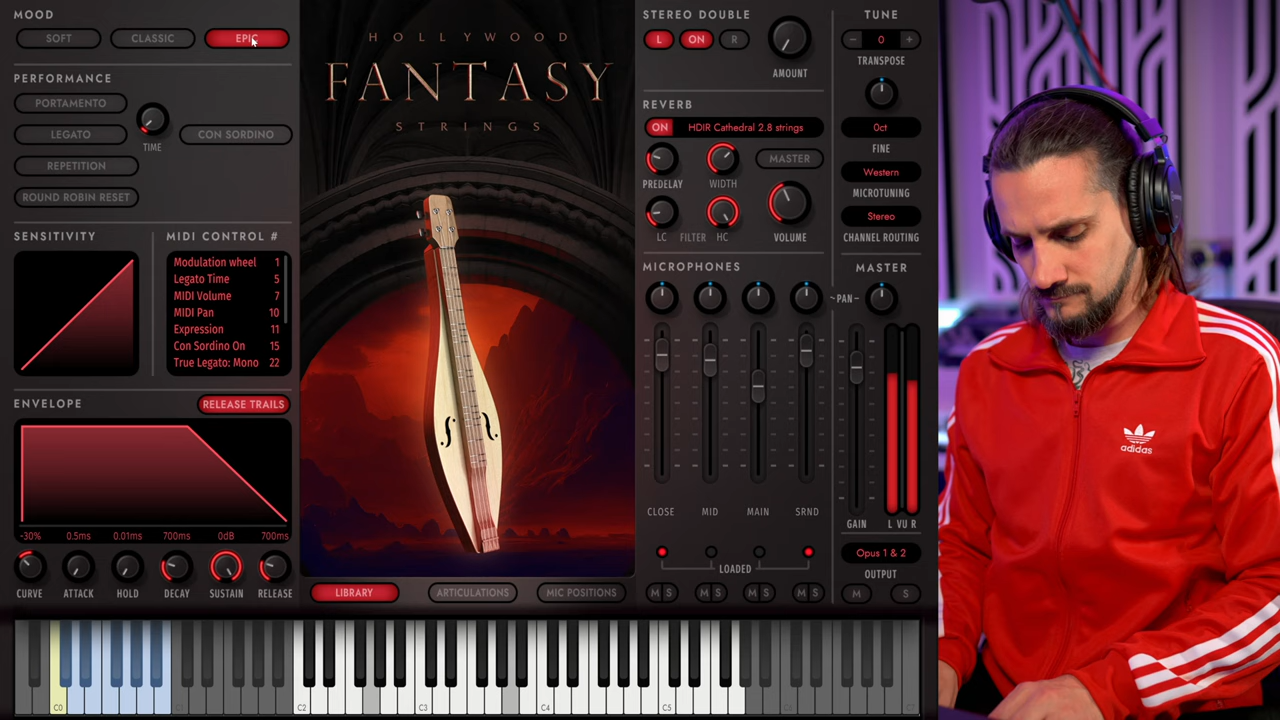 MOOD
SOFT
CLASSIC
EPIC
PERFORMANCE
PORTAMENTO
LEGATO
TIME
CON SORDINO
REPETITION
ROUND ROBIN RESET
SENSITIVITY
MIDI CONTROL #
Modulation wheel 1
Legato Time 5
MIDI Volume 7
MIDI Pan 10
Expression 11
Con Sordino On 15
True Legato: Mono 22
ENVELOPE
RELEASE TRAILS
-30% 0.5ms 0.01ms 700ms 0dB 700ms
CURVE ATTACK HOLD DECAY SUSTAIN RELEASE
HOLLYWOOD
FANTASY
STRINGS
LIBRARY
ARTICULATIONS
MIC POSITIONS
STEREO DOUBLE
L ON R
AMOUNT
REVERB
ON HDIR Cathedral 2.8 strings
PREDELAY WIDTH
MASTER
LC FILTER HC
VOLUME
MICROPHONES
PAN
CLOSE MID MAIN SRND
LOADED
M S M S M S M S
TUNE
- 0 +
TRANSPOSE
0ct
FINE
Western
MICROTUNING
Stereo
CHANNEL ROUTING
MASTER
GAIN L VU R
Opus 1 & 2
OUTPUT
M S
C0 C1 C2 C3 C4 C5 C6 C7
adidas